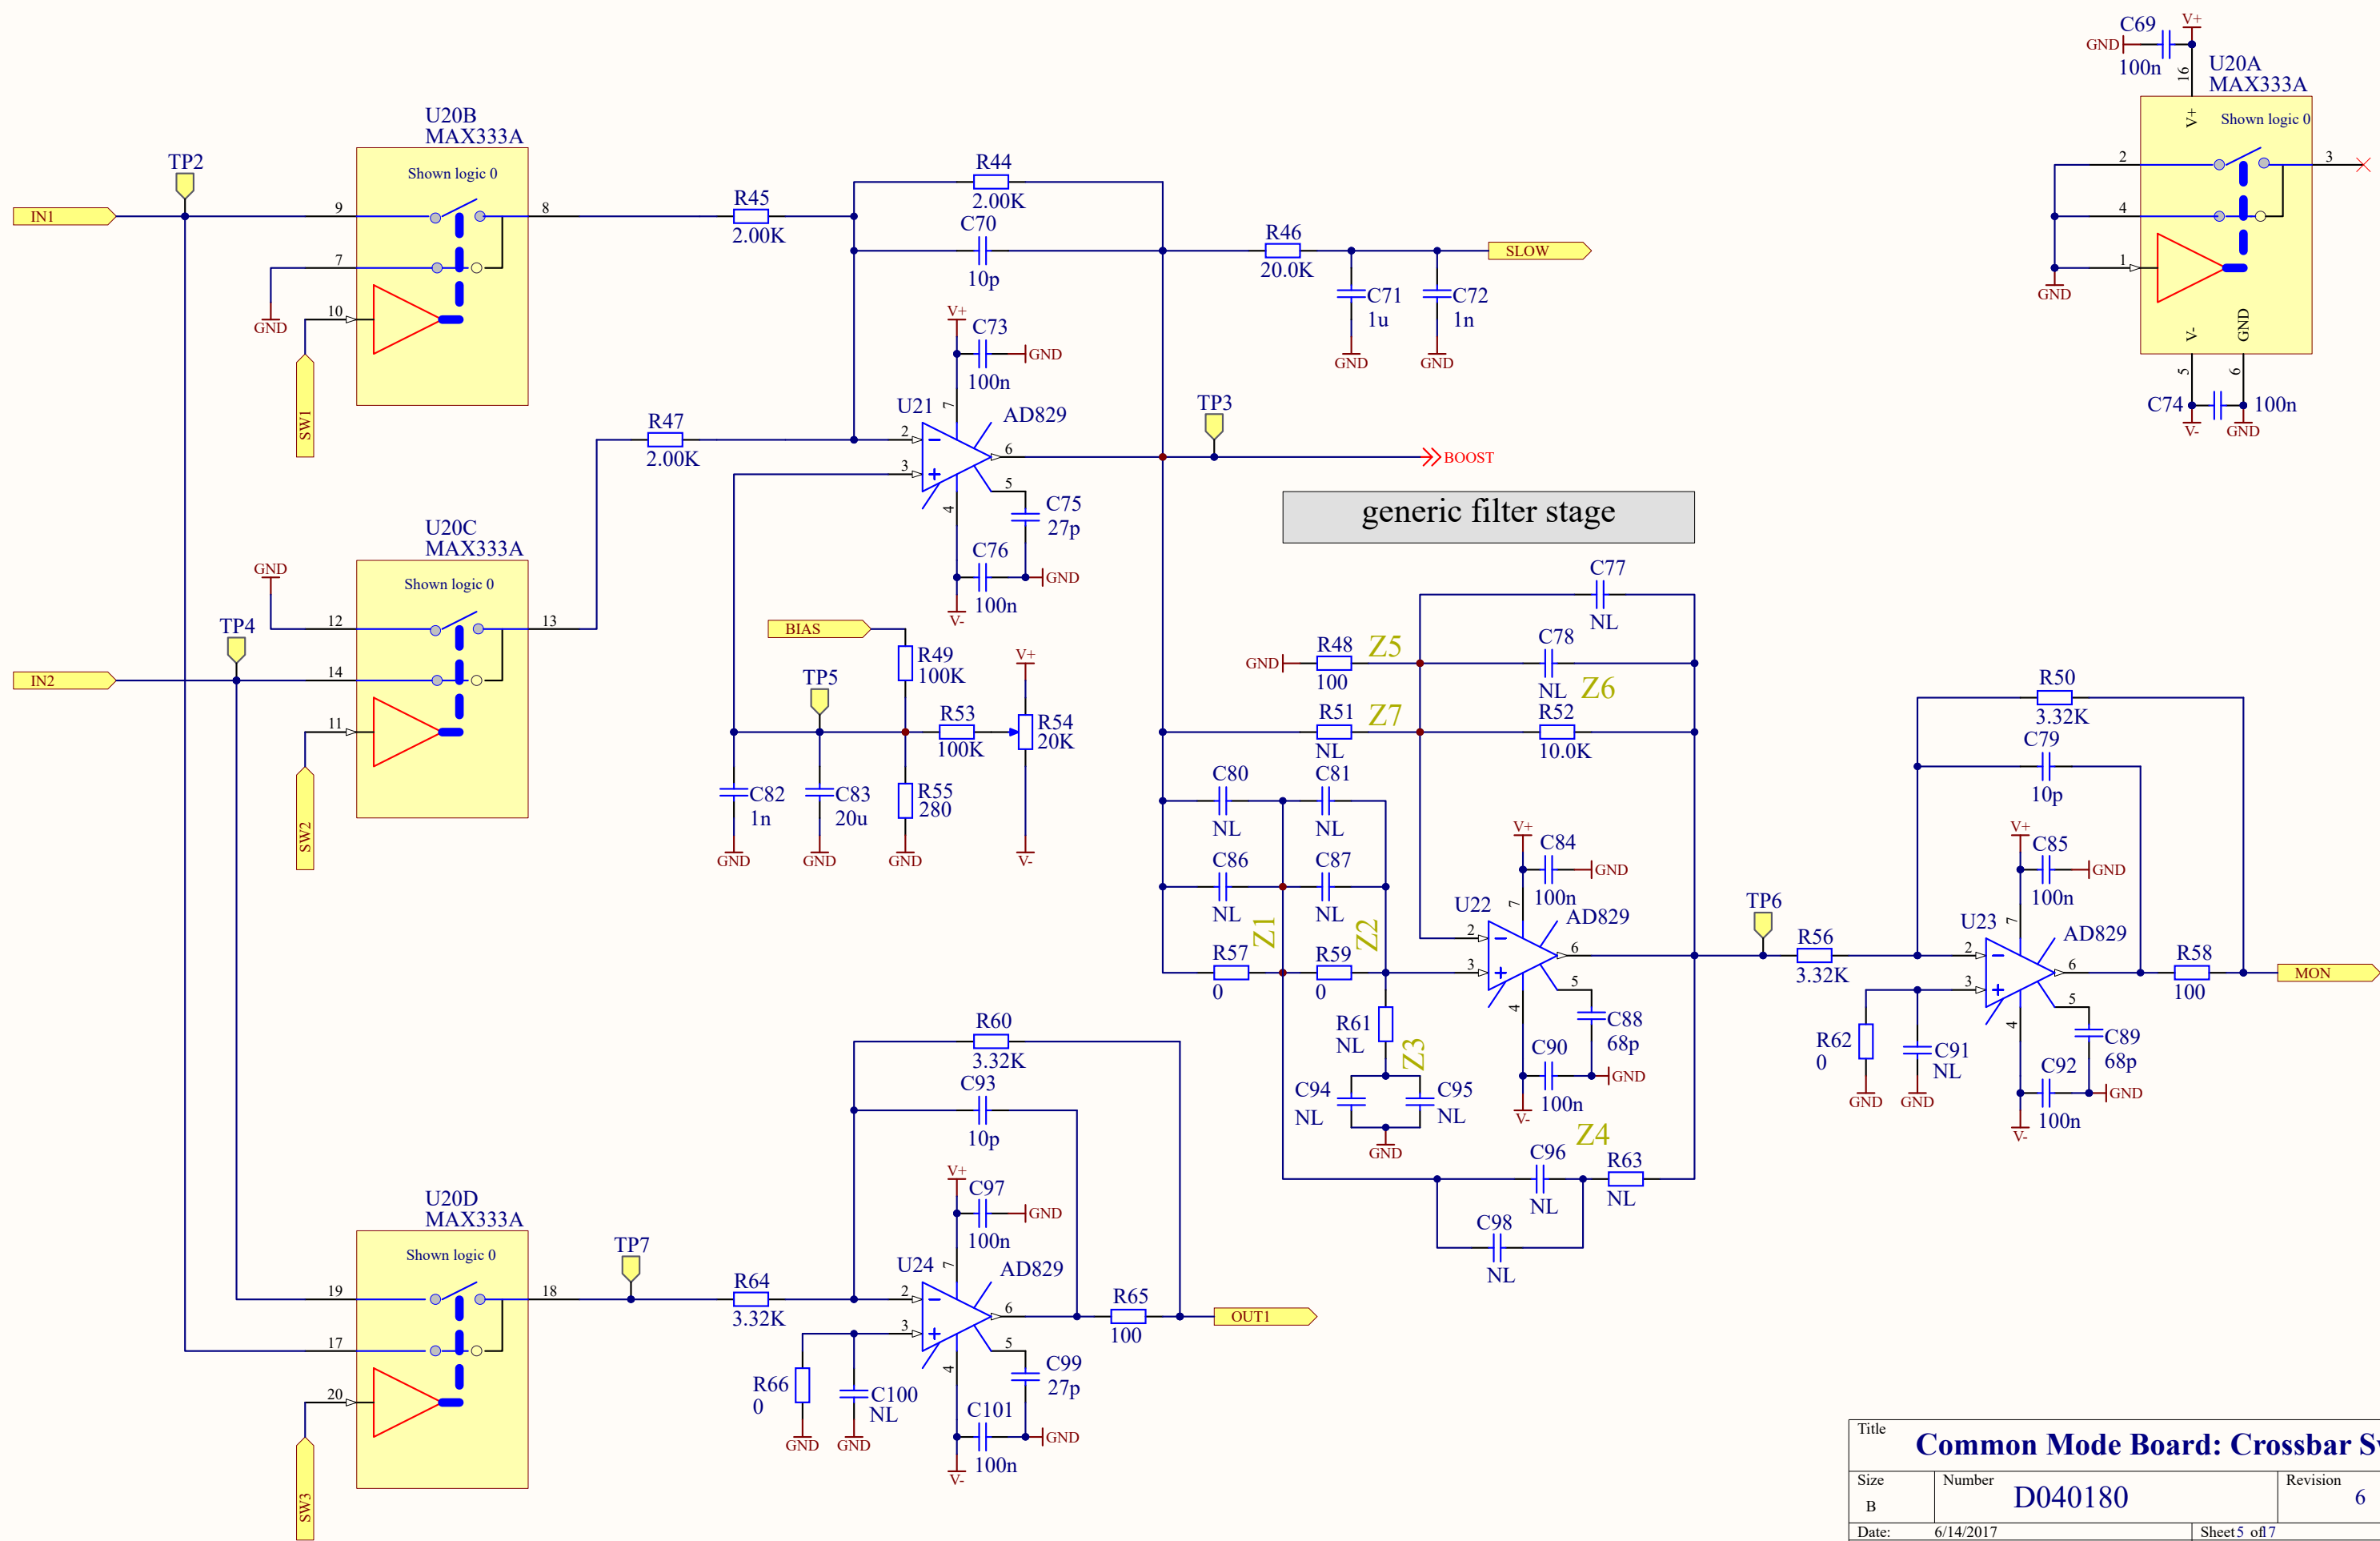 C69
V+
GND
100n
16
U20A
MAX333A
V+
Shown logic 0
2
3
4
1
GND
V-
GND
5
6
C74
100n
V-
GND
U20B
MAX333A
Shown logic 0
TP2
IN1
9
8
7
GND
10
SW1
R45
2.00K
R44
2.00K
C70
10p
R46
20.0K
SLOW
C71
1u
C72
1n
GND
GND
V+
C73
GND
100n
U21
7
AD829
2
6
3
5
4
C75
27p
C76
GND
100n
V-
TP3
BOOST
R47
2.00K
generic filter stage
U20C
MAX333A
GND
Shown logic 0
12
13
TP4
IN2
14
11
SW2
BIAS
R49
100K
V+
TP5
R53
100K
R54
20K
C82
1n
C83
20u
R55
280
GND
GND
GND
V-
C77
NL
R48
Z5
GND
100
C78
NL
Z6
R51
Z7
NL
R52
10.0K
C80
NL
C81
NL
C86
NL
C87
NL
Z1
Z2
R57
0
R59
0
V+
C84
GND
100n
U22
7
AD829
2
6
3
5
4
C88
68p
C90
GND
100n
V-
R61
NL
Z3
C94
NL
C95
NL
GND
Z4
C96
NL
R63
NL
C98
NL
TP6
R56
3.32K
R50
3.32K
C79
10p
V+
C85
GND
100n
U23
7
AD829
2
6
3
5
4
R58
100
MON
R62
0
C91
NL
GND
GND
C89
68p
C92
GND
100n
V-
R60
3.32K
C93
10p
V+
C97
GND
100n
U20D
MAX333A
Shown logic 0
19
18
17
20
SW3
TP7
R64
3.32K
U24
7
AD829
2
6
3
5
4
R65
100
OUT1
R66
0
C100
NL
GND
GND
C99
27p
C101
GND
100n
V-
Title
Common Mode Board: Crossbar
Size
B
Number
D040180
Revision
6
Date:
6/14/2017
Sheet 5 of 17